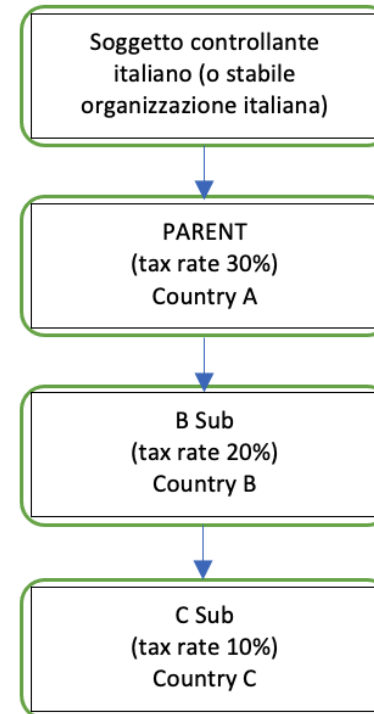 Soggetto controllante
italiano (o stabile
organizzazione italiana)
PARENT
(tax rate 30%)
Country A
B Sub
(tax rate 20%)
Country B
C Sub
(tax rate 10%)
Country C